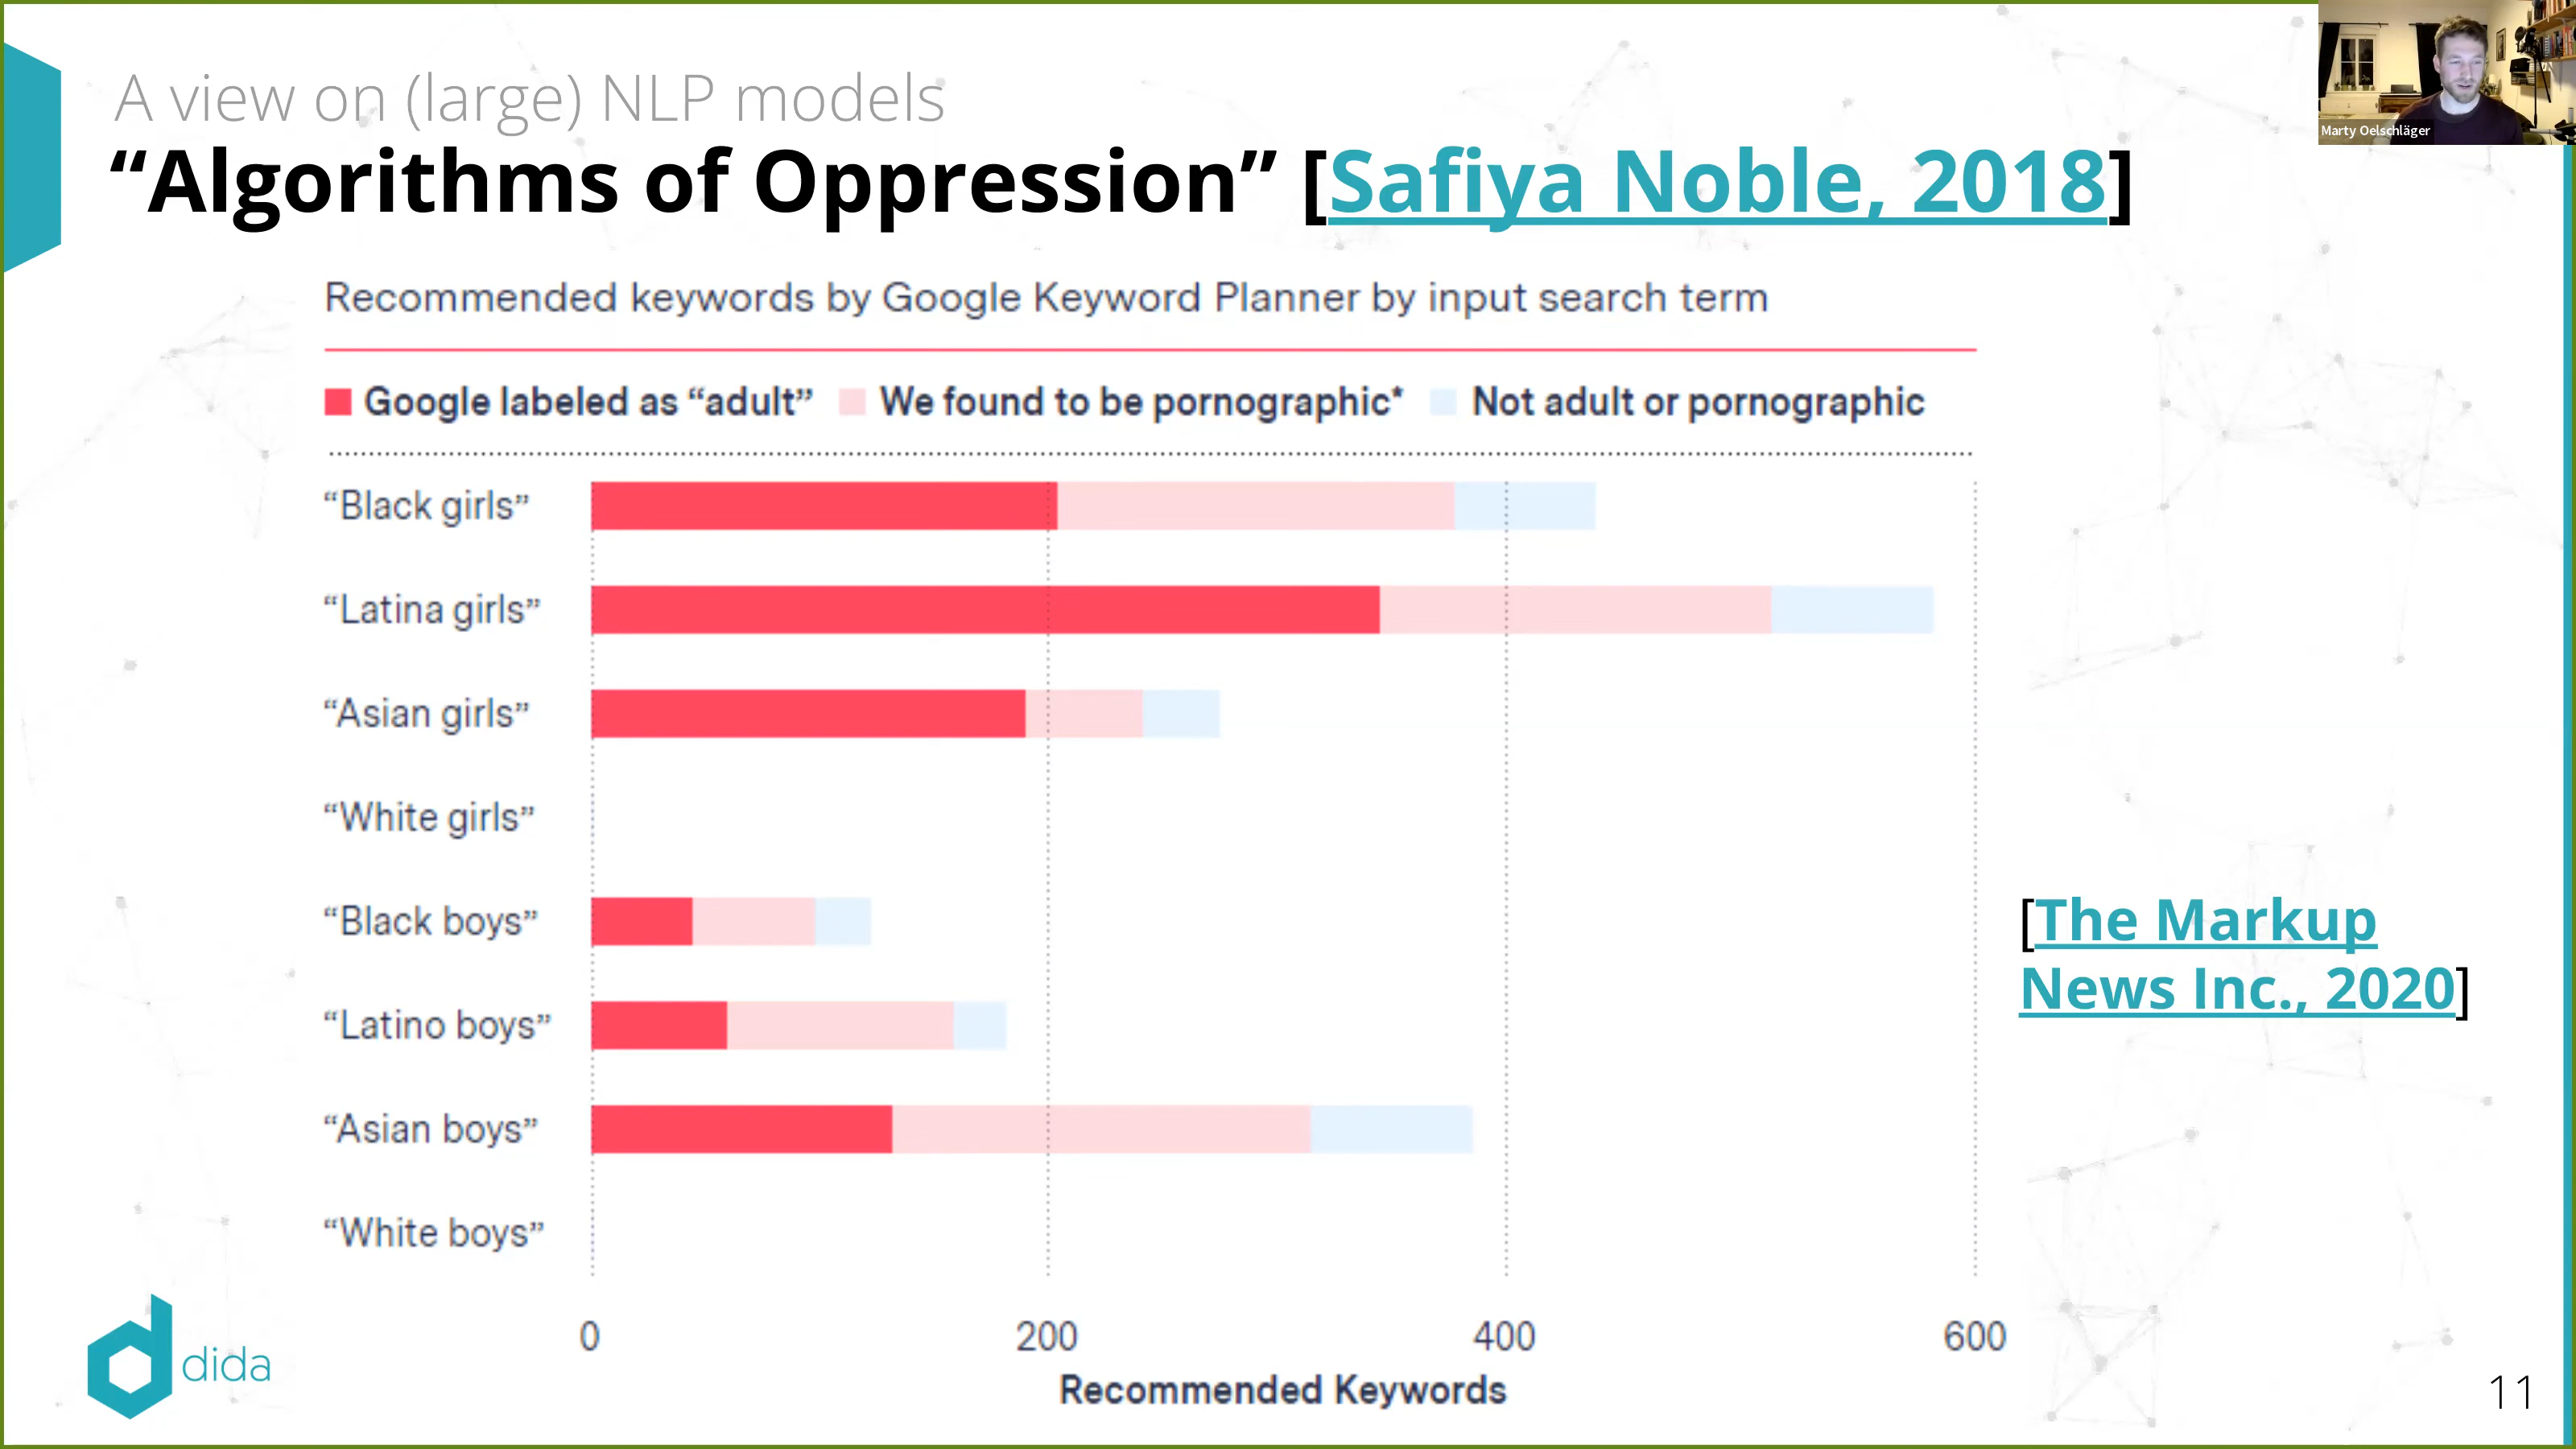 A view on (large) NLP models
Marty Oelschläger
“Algorithms of Oppression” [Safiya Noble, 2018]
Recommended keywords by Google Keyword Planner by input search term
Google labeled as “adult” We found to be pornographic* Not adult or pornographic
“Black girls”
“Latina girls”
“Asian girls”
“White girls”
“Black boys”
“Latino boys”
“Asian boys”
“White boys”
[The Markup
News Inc., 2020]
0 200 400 600
Recommended Keywords
dida
11